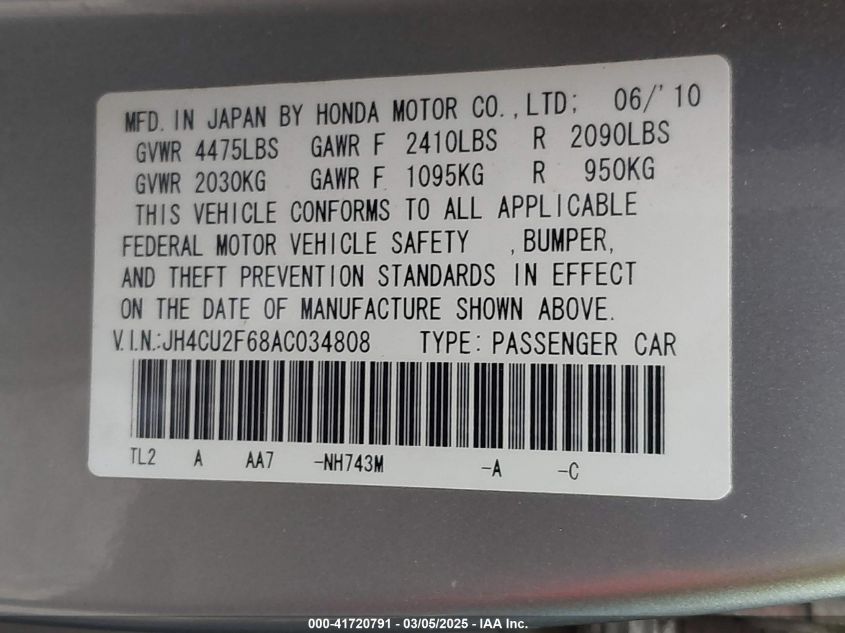 MFD. IN JAPAN BY HONDA MOTOR CO.,LTD; 06/'10
GVWR 4475LBS GAWR F 2410LBS R 2090LBS
GVWR 2030KG GAWR F 1095KG R 950KG
THIS VEHICLE CONFORMS TO ALL APPLICABLE
FEDERAL MOTOR VEHICLE SAFETY ,BUMPER,
AND THEFT PREVENTION STANDARDS IN EFFECT
ON THE DATE OF MANUFACTURE SHOWN ABOVE.
V.I.N.:JH4CU2F68AC034808 TYPE: PASSENGER CAR
TL2 A AA7 -NH743M -A -C
000-41720791 — 03/05/2025 — IAA Inc.